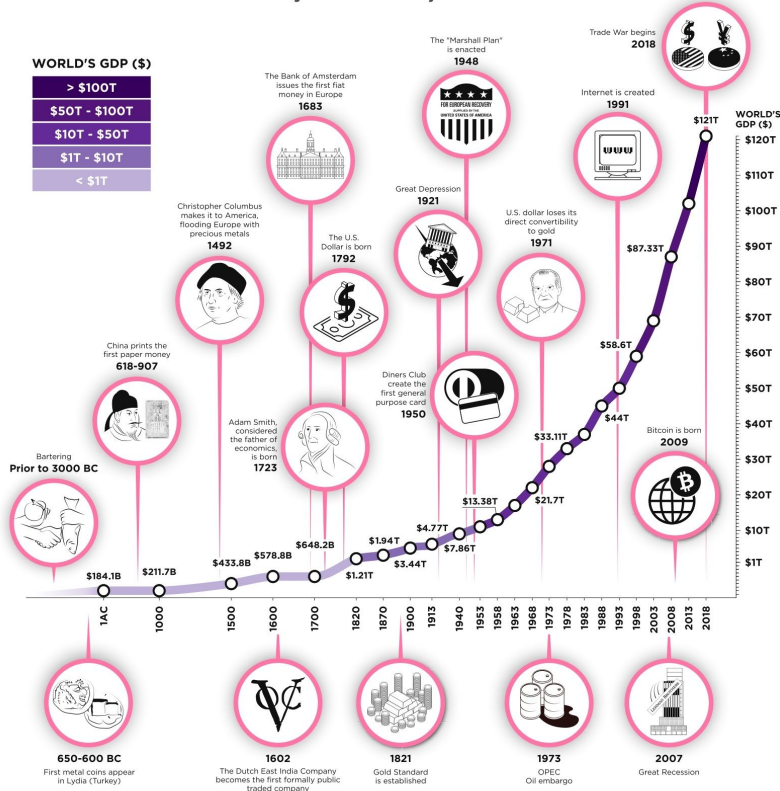 WORLD'S GDP ($)
> $100T
$50T - $100T
$10T - $50T
$1T - $10T
< $1T
The Bank of Amsterdam
issues the first fiat
money in Europe
1683
The "Marshall Plan"
is enacted
1948
FOR EUROPEAN RECOVERY
SUPPLIED BY THE
UNITED STATES OF AMERICA
Trade War begins
2018
$
¥
Internet is created
1991
WWW
Christopher Columbus
makes it to America,
flooding Europe with
precious metals
1492
The U.S.
Dollar is born
1792
$
Great Depression
1921
U.S. dollar loses its
direct convertibility
to gold
1971
China prints the
first paper money
618-907
Adam Smith,
considered
the father of
economics,
is born
1723
Diners Club
create the
first general
purpose card
1950
Bitcoin is born
2009
Bartering
Prior to 3000 BC
$184.1B
$211.7B
$433.8B
$578.8B
$648.2B
$1.21T
$1.94T
$3.44T
$4.77T
$7.86T
$13.38T
$21.7T
$33.11T
$44T
$58.6T
$87.33T
$121T
WORLD'S
GDP ($)
$120T
$110T
$100T
$90T
$80T
$70T
$60T
$50T
$40T
$30T
$20T
$10T
$1T
1AC
1000
1500
1600
1700
1820
1870
1900
1913
1940
1953
1958
1963
1968
1973
1978
1983
1988
1993
1998
2003
2008
2013
2018
650-600 BC
First metal coins appear
in Lydia (Turkey)
VOC
1602
The Dutch East India Company
becomes the first formally public
traded company
1821
Gold Standard
is established
1973
OPEC
Oil embargo
2007
Great Recession